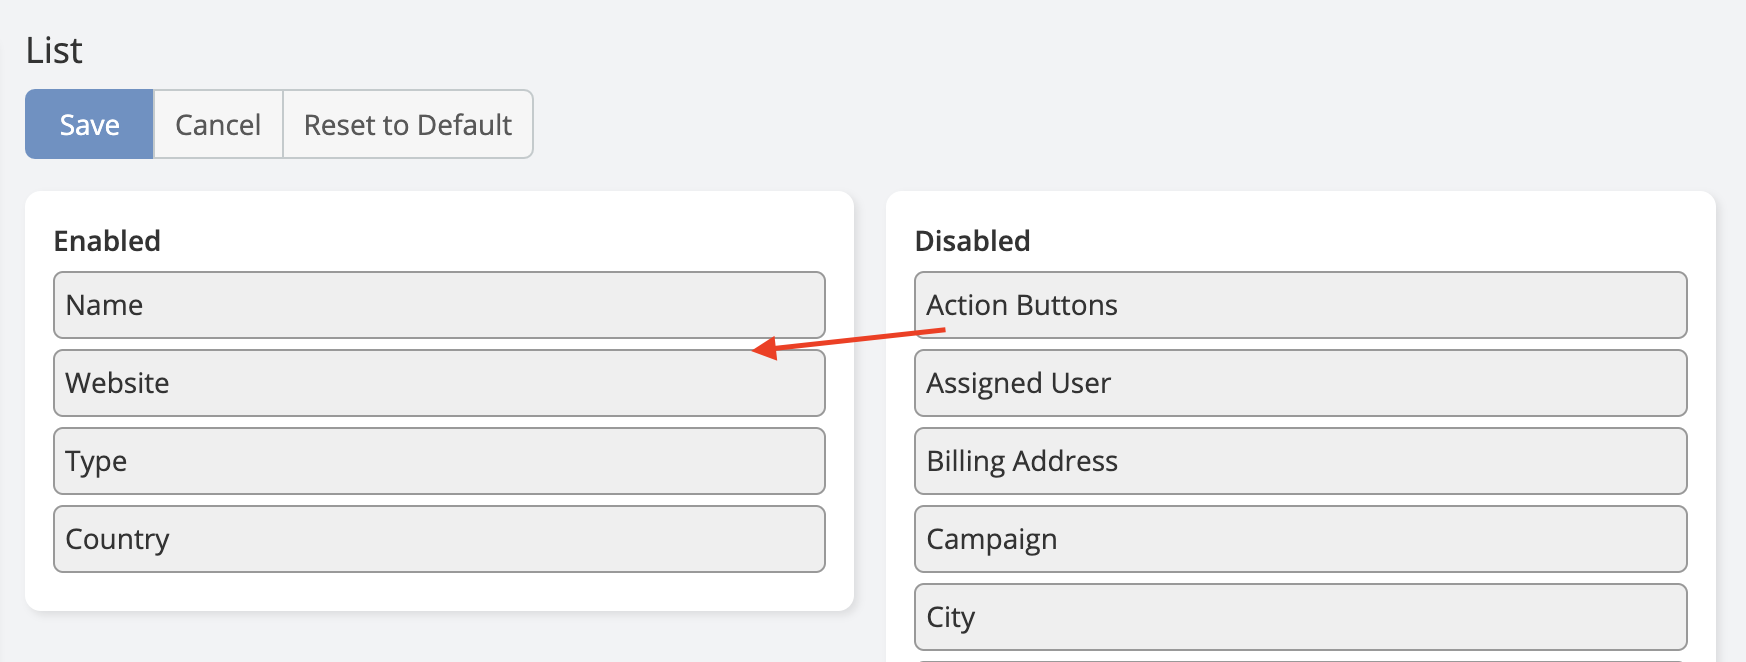 List
Save Cancel Reset to Default
Enabled
Name
Website
Type
Country
Disabled
Action Buttons
Assigned User
Billing Address
Campaign
City